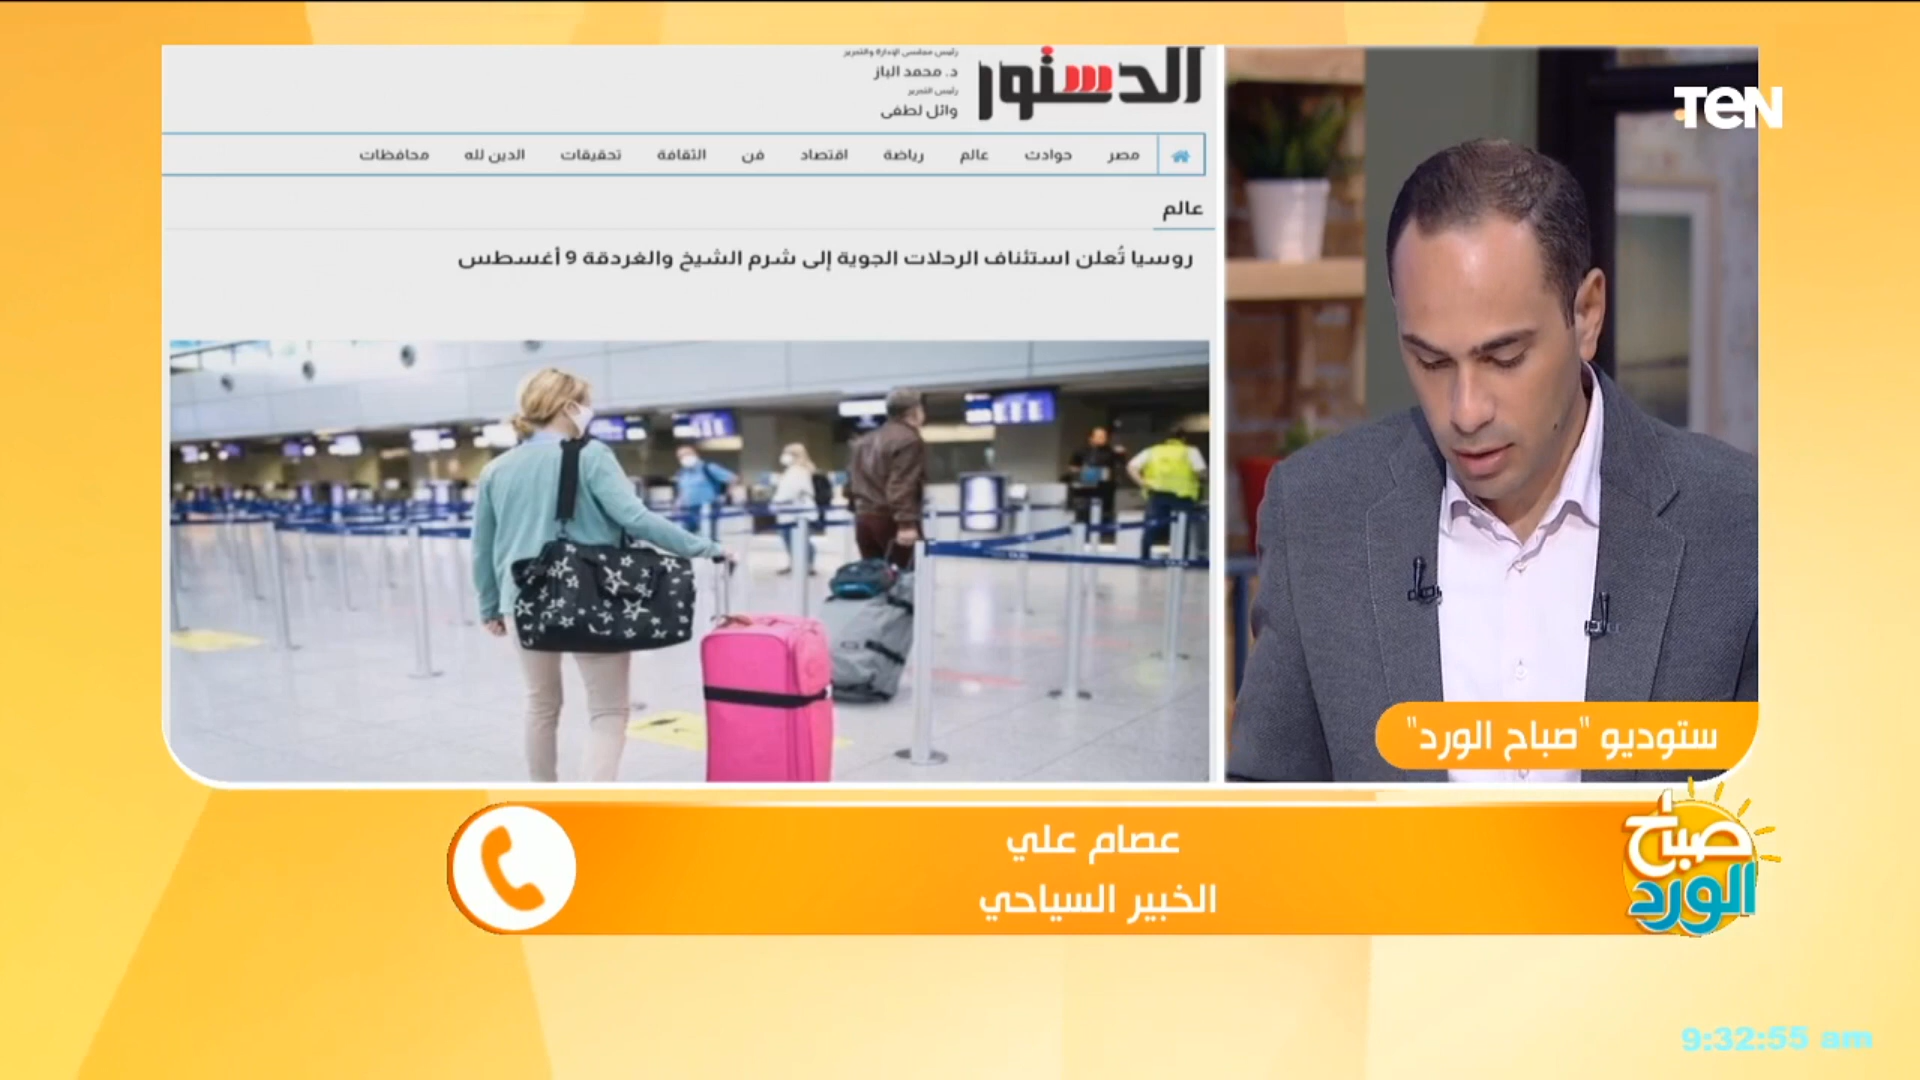 رئيس مجلسي الإدارة والتحرير
د. محمد الباز
رئيس التحرير
وائل لطفى
الدستور
TeN
مصر حوادث عالم رياضة اقتصاد فن الثقافة تحقيقات الدين لله محافظات
عالم
روسيا تُعلن استئناف الرحلات الجوية إلى شرم الشيخ والغردقة 9 أغسطس
ستوديو "صباح الورد"
عصام علي
الخبير السياحي
صباح
الورد
9:32:55 am